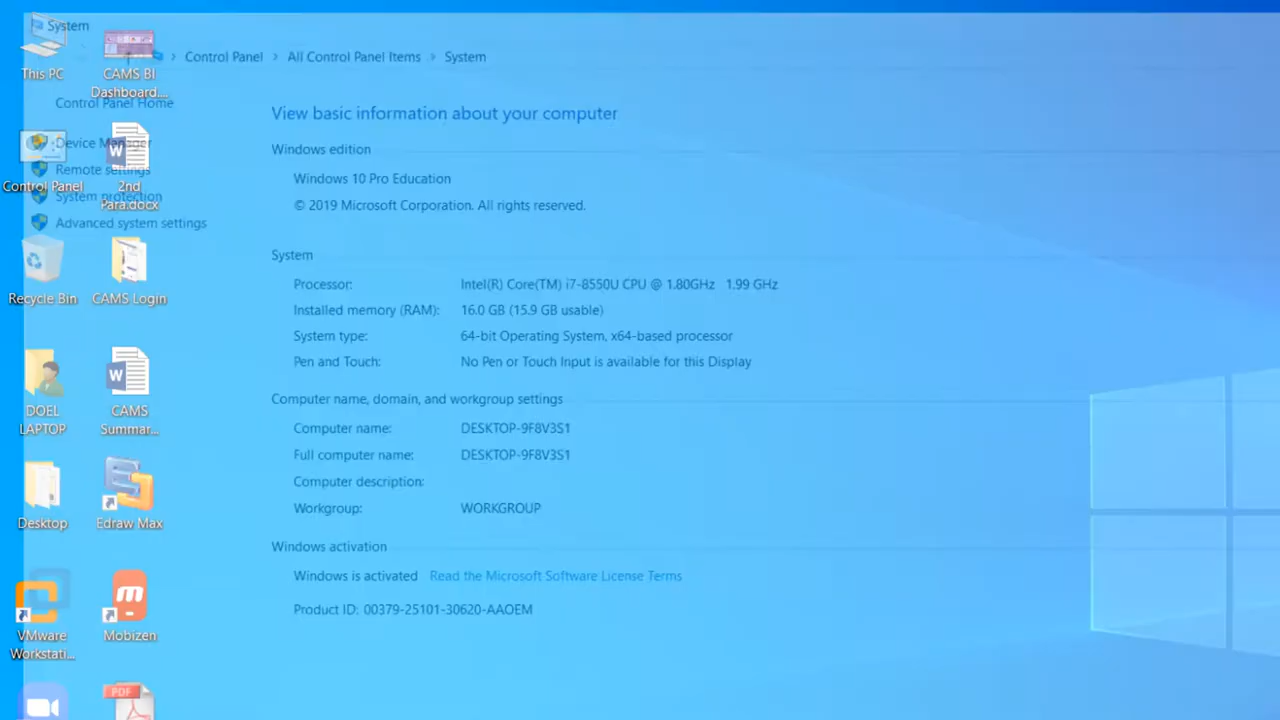 System
Control Panel > All Control Panel Items > System
Control Panel Home
Device Manager
Remote settings
System protection
Advanced system settings
View basic information about your computer
Windows edition
Windows 10 Pro Education
© 2019 Microsoft Corporation. All rights reserved.
System
Processor: Intel(R) Core(TM) i7-8550U CPU @ 1.80GHz 1.99 GHz
Installed memory (RAM): 16.0 GB (15.9 GB usable)
System type: 64-bit Operating System, x64-based processor
Pen and Touch: No Pen or Touch Input is available for this Display
Computer name, domain, and workgroup settings
Computer name: DESKTOP-9F8V3S1
Full computer name: DESKTOP-9F8V3S1
Computer description:
Workgroup: WORKGROUP
Windows activation
Windows is activated Read the Microsoft Software License Terms
Product ID: 00379-25101-30620-AAOEM
This PC
CAMS BI
Dashboard....
Control Panel
2nd
Para.docx
Recycle Bin
CAMS Login
DOEL
LAPTOP
CAMS
Summar...
Desktop
Edraw Max
VMware
Workstati...
Mobizen
PDF